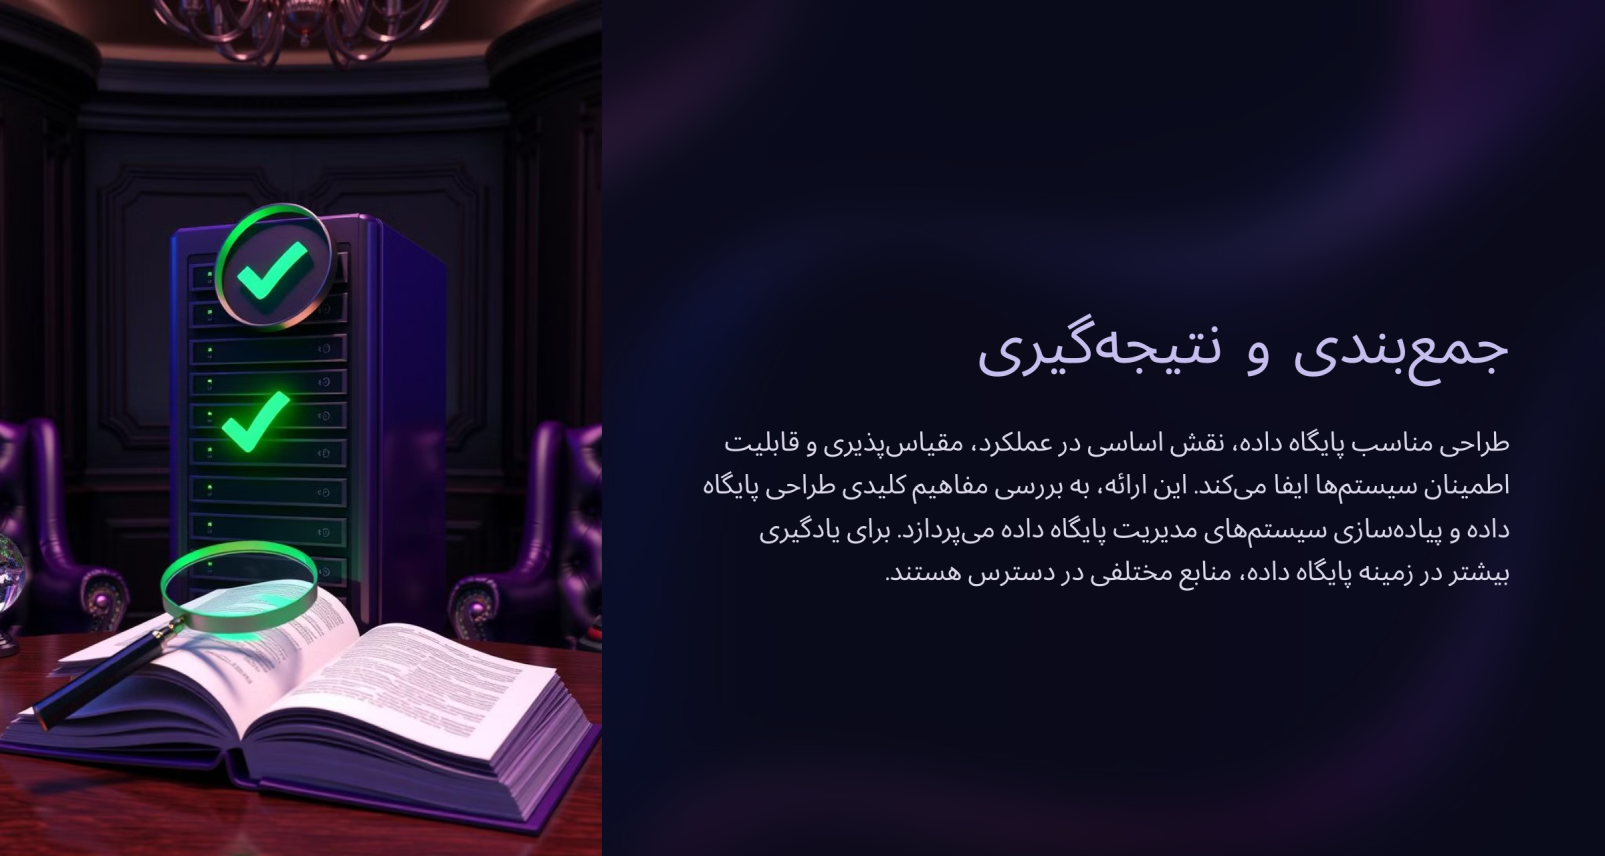 جمع‌بندی و نتیجه‌گیری
طراحی مناسب پایگاه داده، نقش اساسی در عملکرد، مقیاس‌پذیری و قابلیت
اطمینان سیستم‌ها ایفا می‌کند. این ارائه، به بررسی مفاهیم کلیدی طراحی پایگاه
داده و پیاده‌سازی سیستم‌های مدیریت پایگاه داده می‌پردازد. برای یادگیری
بیشتر در زمینه پایگاه داده، منابع مختلفی در دسترس هستند.